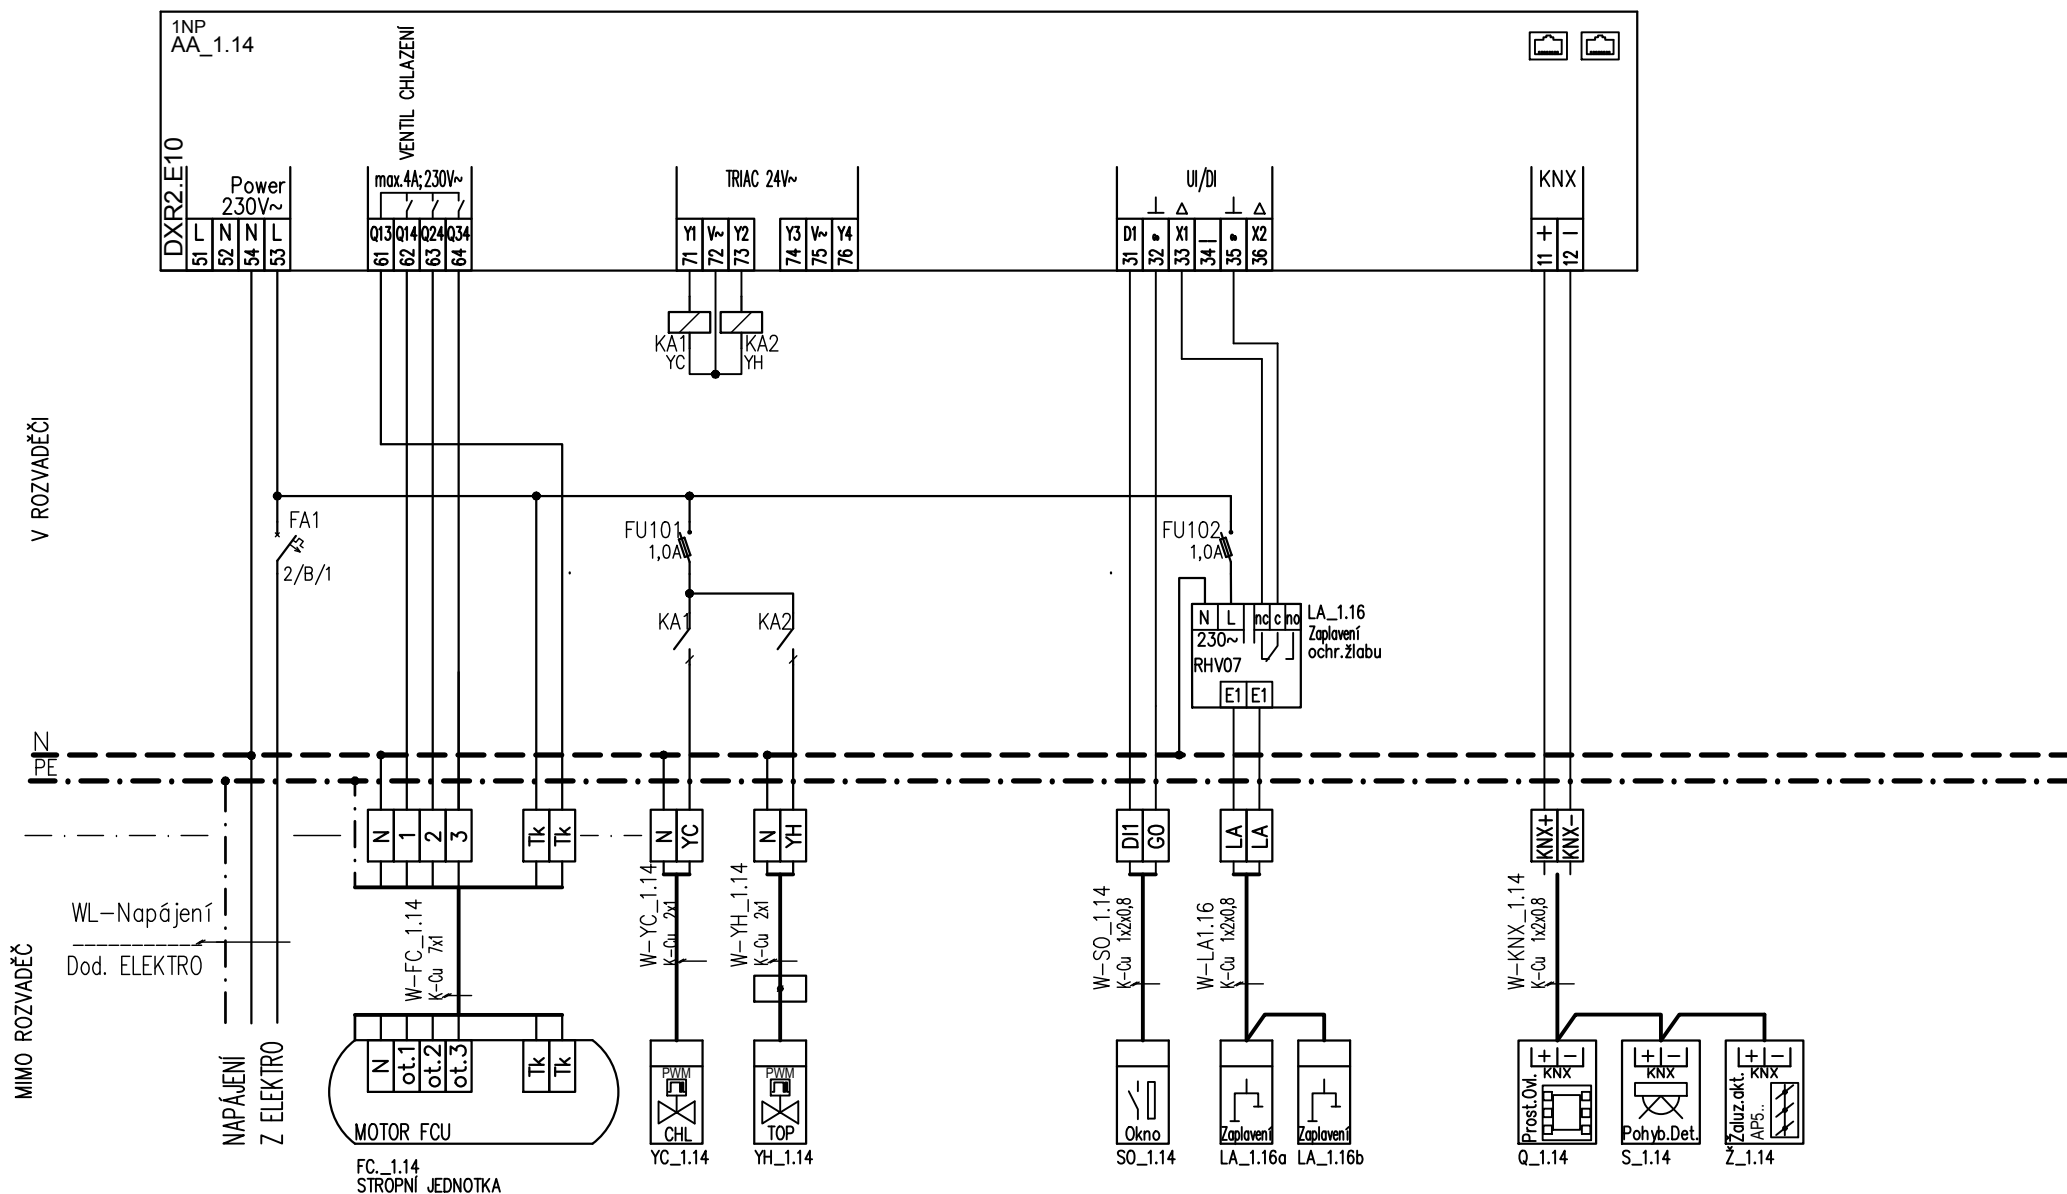 1NP
AA_1.14
DXR2.E10
VENTIL CHLAZENÍ
Power
230V~
max.4A;230V~
TRIAC 24V~
UI/DI
KNX
L N N L
51 52 54 53
Q13 Q14 Q24 Q34
61 62 63 64
Y1 V~ Y2
71 72 73
Y3 V~ Y4
74 75 76
D1 X1 X2
31 32 33 34 35 36
+ −
11 12
KA1
YC
KA2
YH
V ROZVADĚČI
FA1
2/B/1
FU101
1,0A
FU102
1,0A
KA1
KA2
N L nc c no
230~
RHV07
E1 E1
LA_1.16
Zaplavení
ochr.žlabu
N
PE
N 1 2 3
Tk Tk
N YC
N YH
DI1 GO
LA LA
KNX+ KNX-
WL-Napájení
Dod. ELEKTRO
MIMO ROZVADĚČ
NAPÁJENÍ
Z ELEKTRO
W-FC_1.14
K-Cu 7x1
W-YC_1.14
K-Cu 2x1
W-YH_1.14
K-Cu 2x1
W-SO_1.14
K-Cu 1x2x0,8
W-LA1.16
K-Cu 1x2x0,8
W-KNX_1.14
K-Cu 1x2x0,8
N ot.1 ot.2 ot.3
Tk Tk
MOTOR FCU
FC._1.14
STROPNÍ JEDNOTKA
PWM
CHL
YC_1.14
PWM
TOP
YH_1.14
Okno
SO_1.14
Zaplavení
LA_1.16a
Zaplavení
LA_1.16b
+ −
KNX
Prost.Ovl.
Q_1.14
+ −
KNX
Pohyb.Det.
S_1.14
+ −
KNX
Žaluz.akt.
AP5..
Ž_1.14